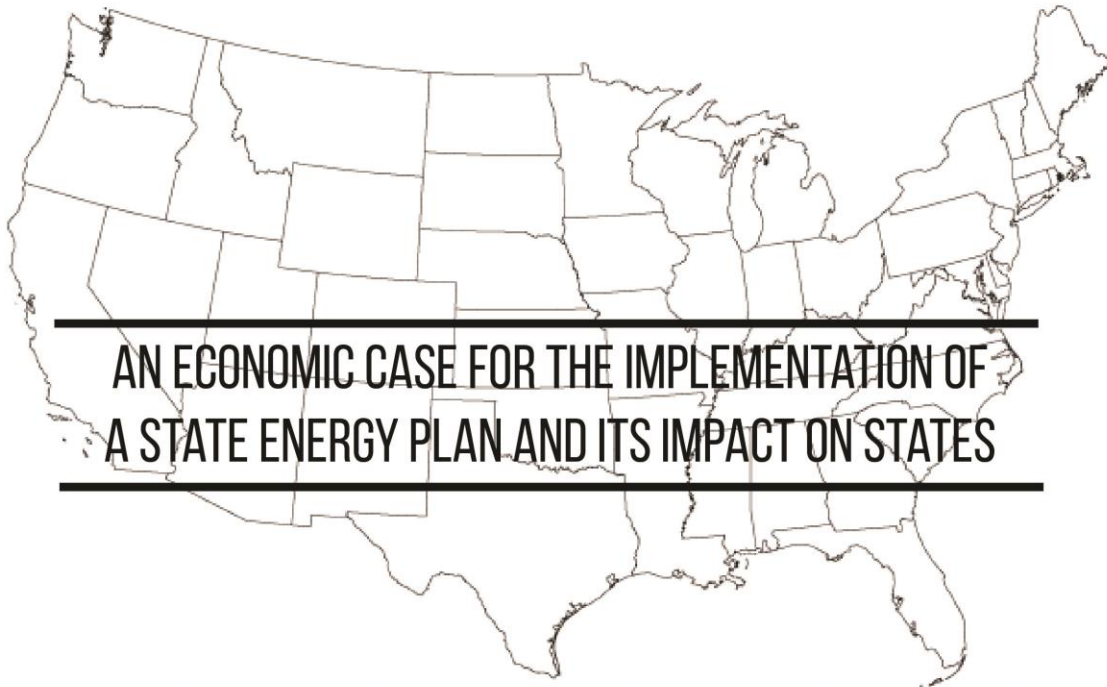 AN ECONOMIC CASE FOR THE IMPLEMENTATION OF
A STATE ENERGY PLAN AND ITS IMPACT ON STATES